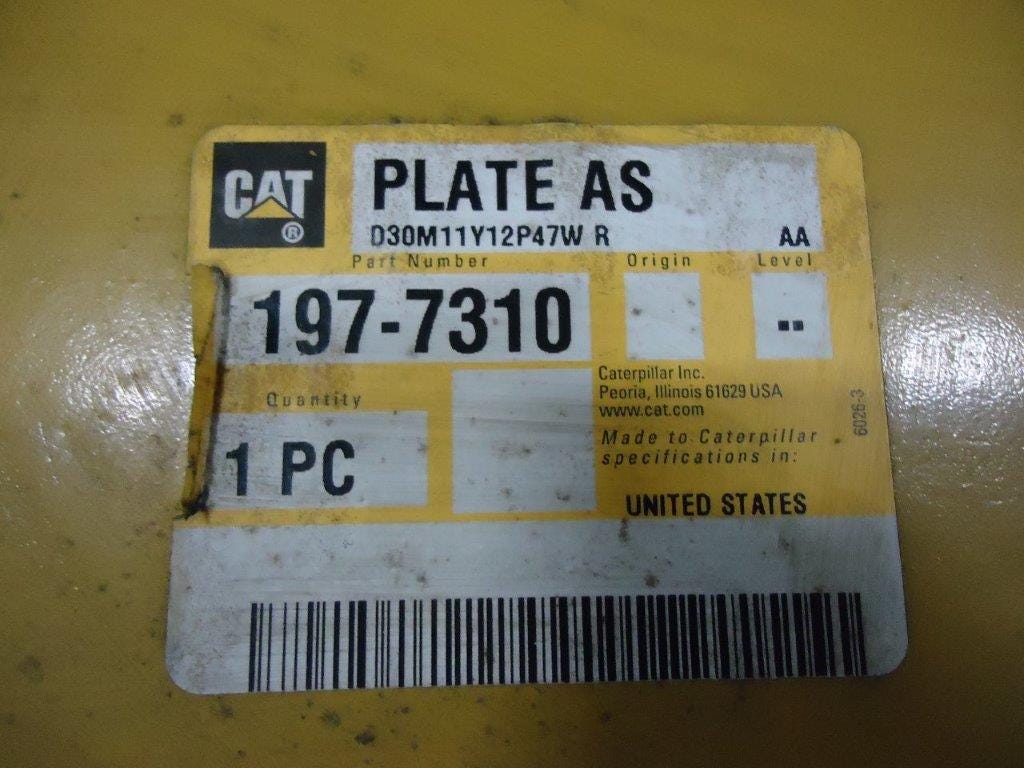 CAT®
PLATE AS
D30M11Y12P47W R AA
Part Number Origin Level
197-7310 --
Quantity
1 PC
Caterpillar Inc.
Peoria, Illinois 61629 USA
www.cat.com
Made to Caterpillar
specifications in:
UNITED STATES
6026-3